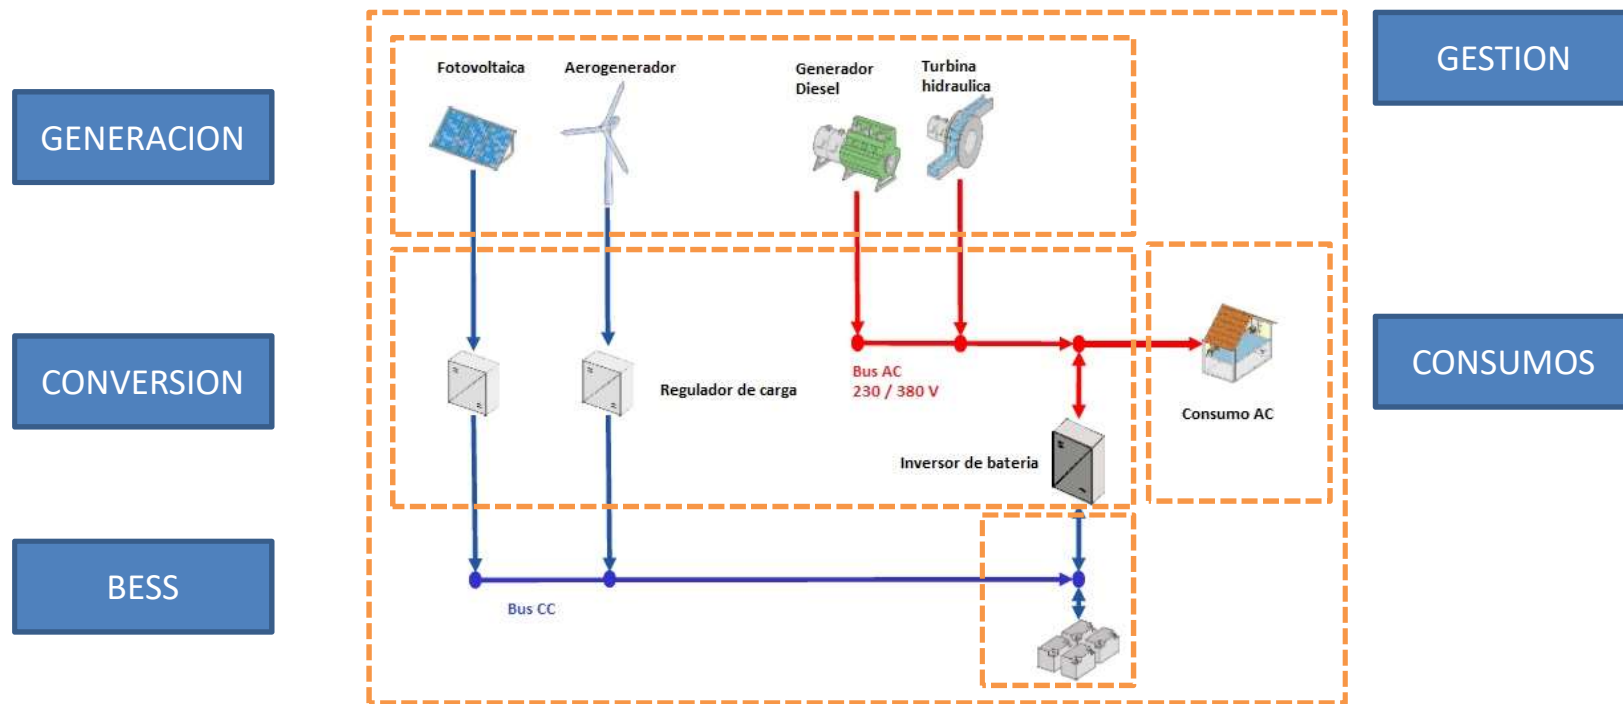 GENERACION
CONVERSION
BESS
Fotovoltaica
Aerogenerador
Generador
Diesel
Turbina
hidraulica
Regulador de carga
Bus AC
230 / 380 V
Inversor de bateria
Consumo AC
Bus CC
GESTION
CONSUMOS